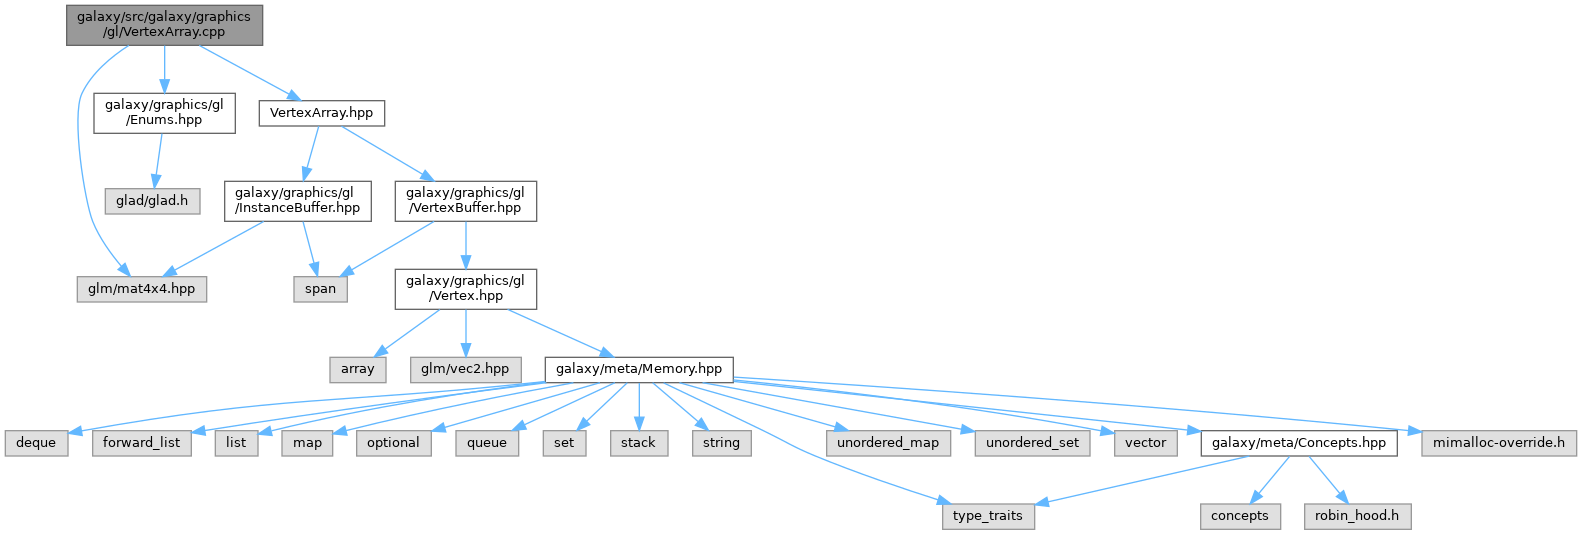 galaxy/src/galaxy/graphics
/gl/VertexArray.cpp
galaxy/graphics/gl
/Enums.hpp
VertexArray.hpp
glad/glad.h
galaxy/graphics/gl
/InstanceBuffer.hpp
galaxy/graphics/gl
/VertexBuffer.hpp
glm/mat4x4.hpp
span
galaxy/graphics/gl
/Vertex.hpp
array
glm/vec2.hpp
galaxy/meta/Memory.hpp
deque
forward_list
list
map
optional
queue
set
stack
string
unordered_map
unordered_set
vector
galaxy/meta/Concepts.hpp
mimalloc-override.h
type_traits
concepts
robin_hood.h